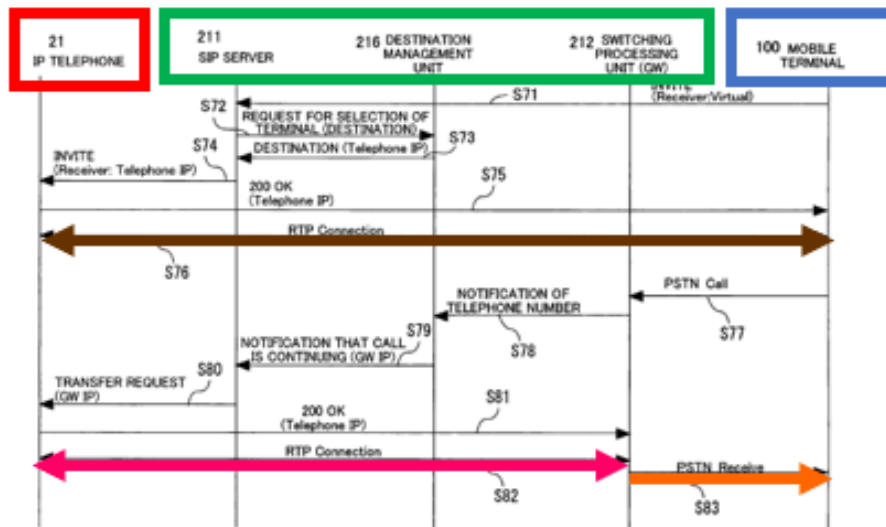 21
IP TELEPHONE
211
SIP SERVER
216 DESTINATION
MANAGEMENT
UNIT
212 SWITCHING
PROCESSING
UNIT (GW)
100 MOBILE
TERMINAL
S71
INVITE
(Receiver:Virtual)
S72
REQUEST FOR SELECTION OF
TERMINAL (DESTINATION)
S73
DESTINATION (Telephone IP)
S74
INVITE
(Receiver: Telephone IP)
200 OK
(Telephone IP)
S75
RTP Connection
S76
PSTN Call
S77
NOTIFICATION OF
TELEPHONE NUMBER
S78
S79
NOTIFICATION THAT CALL
IS CONTINUING (GW IP)
S80
TRANSFER REQUEST
(GW IP)
200 OK
(Telephone IP)
S81
RTP Connection
S82
PSTN Receive
S83